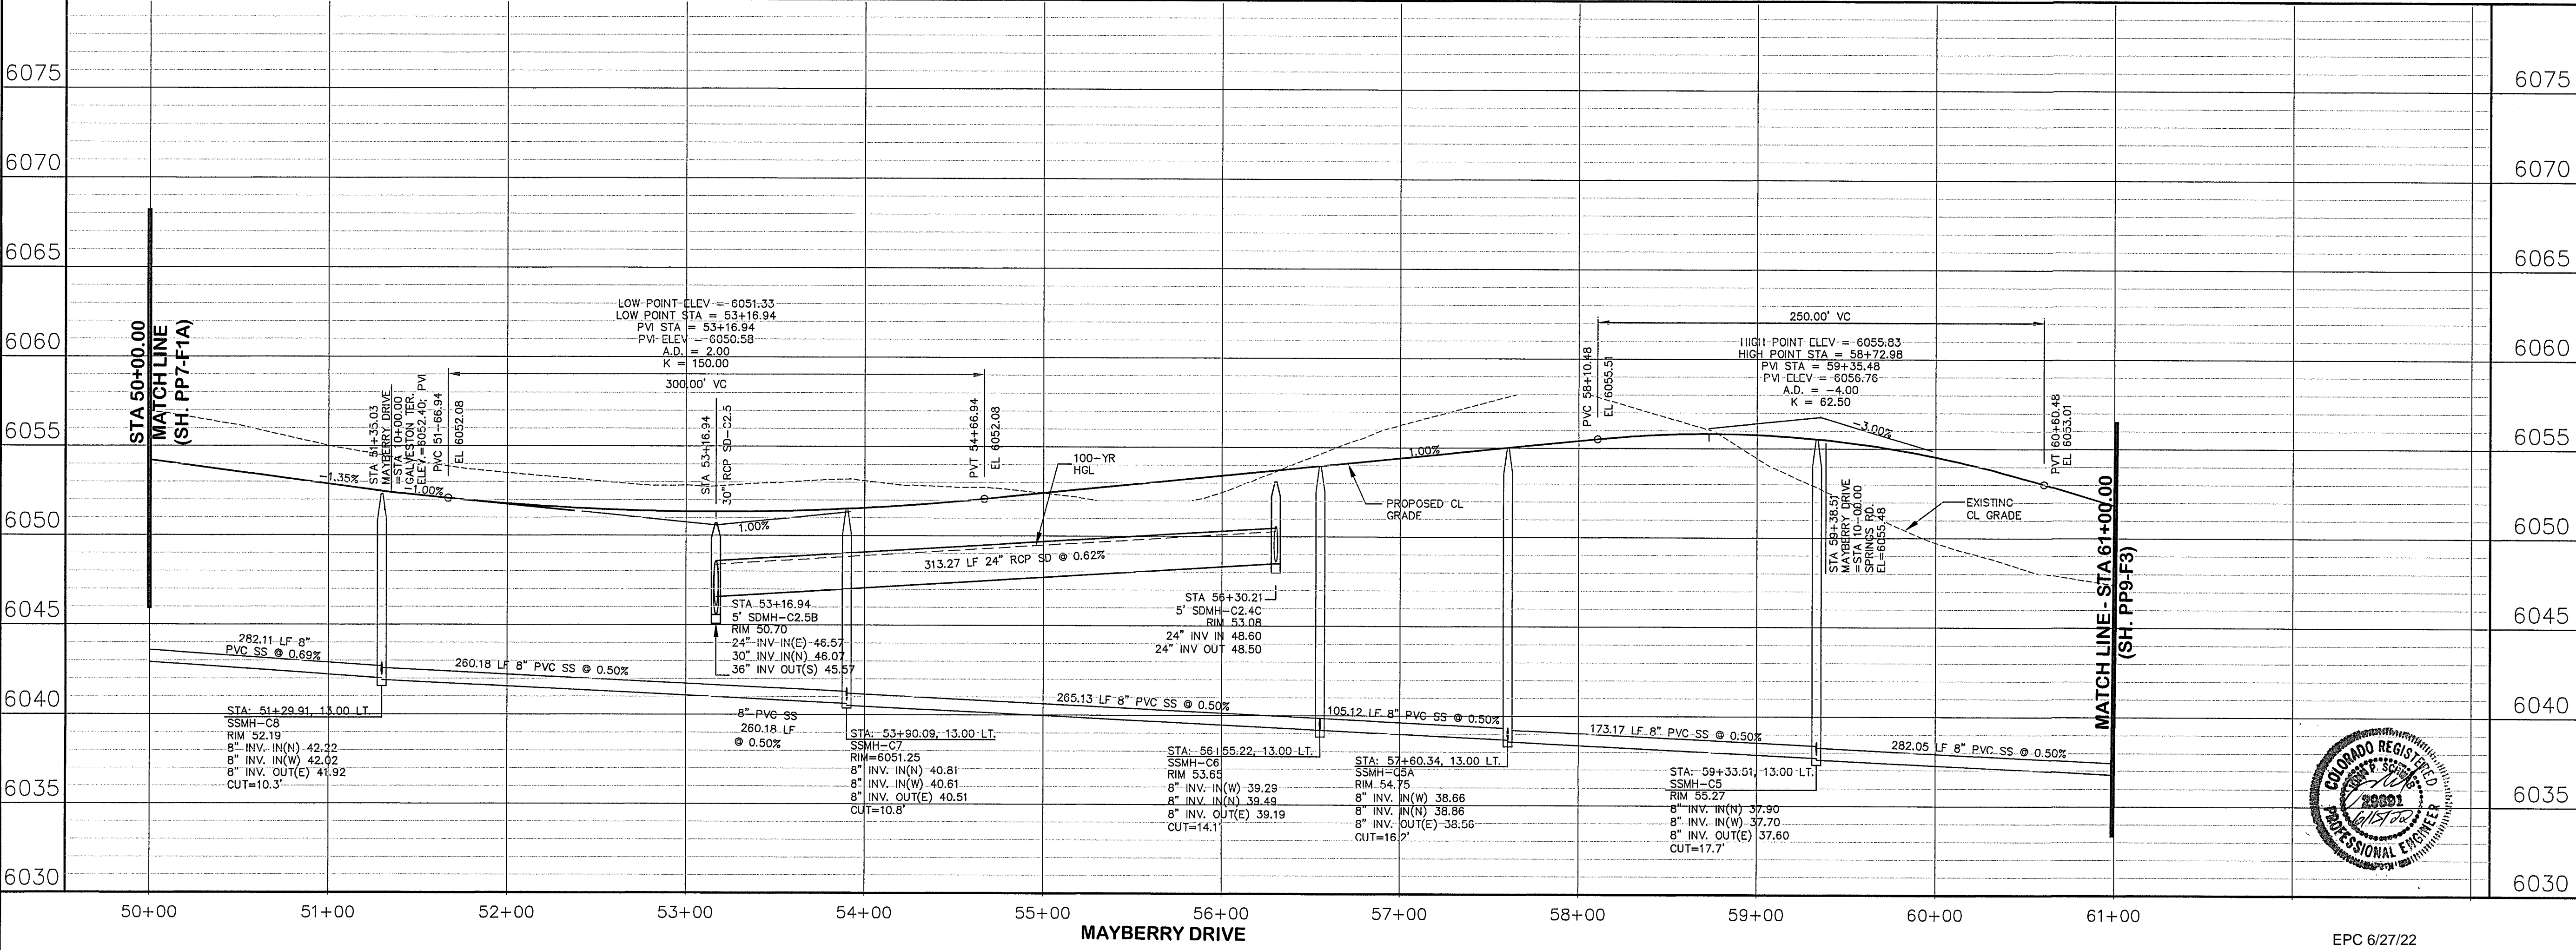 6075
6070
6065
6060
6055
6050
6045
6040
6035
6030
STA 50+00.00
MATCH LINE
(SH. PP7-F1A)
LOW POINT ELEV = 6051.33
LOW POINT STA = 53+16.94
PVI STA = 53+16.94
PVI ELEV = 6050.58
A.D. = 2.00
K = 150.00
300.00' VC
-1.35%
STA 51+35.03
MAYBERRY DRIVE
=STA 10+00.00
GALVESTON TER.
ELEV.=6052.40; PVI
-1.00%
PVC 51+66.94
EL 6052.08
STA 53+16.94
30" RCP SD-C2.5
1.00%
PVT 54+66.94
EL 6052.08
100-YR
HGL
313.27 LF 24" RCP SD @ 0.62%
1.00%
PROPOSED CL
GRADE
250.00' VC
PVC 58+10.48
EL 6055.51
HIGH POINT ELEV = 6055.83
HIGH POINT STA = 58+72.98
PVI STA = 59+35.48
PVI ELEV = 6056.76
A.D. = -4.00
K = 62.50
-3.00%
PVT 60+60.48
EL 6053.01
STA 59+38.51
MAYBERRY DRIVE
=STA 10+00.00
SPRINGS RD.
EL=6055.48
EXISTING
CL GRADE
MATCH LINE - STA 61+00.00
(SH. PP9-F3)
STA 53+16.94
5' SDMH-C2.5B
RIM 50.70
24" INV IN(E) 46.57
30" INV IN(N) 46.07
36" INV OUT(S) 45.57
STA 56+30.21
5' SDMH-C2.4C
RIM 53.08
24" INV IN 48.60
24" INV OUT 48.50
282.11 LF 8"
PVC SS @ 0.69%
260.18 LF 8" PVC SS @ 0.50%
265.13 LF 8" PVC SS @ 0.50%
105.12 LF 8" PVC SS @ 0.50%
173.17 LF 8" PVC SS @ 0.50%
282.05 LF 8" PVC SS @ 0.50%
STA: 51+29.91, 13.00 LT.
SSMH-C8
RIM 52.19
8" INV. IN(N) 42.22
8" INV. IN(W) 42.02
8" INV. OUT(E) 41.92
CUT=10.3'
8" PVC SS
260.18 LF
@ 0.50%
STA: 53+90.09, 13.00 LT.
SSMH-C7
RIM=6051.25
8" INV. IN(N) 40.81
8" INV. IN(W) 40.61
8" INV. OUT(E) 40.51
CUT=10.8'
STA: 56+55.22, 13.00 LT.
SSMH-C6
RIM 53.65
8" INV. IN(W) 39.29
8" INV. IN(N) 39.49
8" INV. OUT(E) 39.19
CUT=14.1'
STA: 57+60.34, 13.00 LT.
SSMH-C5A
RIM 54.75
8" INV. IN(W) 38.66
8" INV. IN(N) 38.86
8" INV. OUT(E) 38.56
CUT=16.2'
STA: 59+33.51, 13.00 LT.
SSMH-C5
RIM 55.27
8" INV. IN(N) 37.90
8" INV. IN(W) 37.70
8" INV. OUT(E) 37.60
CUT=17.7'
6075
6070
6065
6060
6055
6050
6045
6040
6035
6030
COLORADO REGISTERED
PROFESSIONAL ENGINEER
6/15/22
50+00
51+00
52+00
53+00
54+00
55+00
56+00
57+00
58+00
59+00
60+00
61+00
MAYBERRY DRIVE
EPC 6/27/22